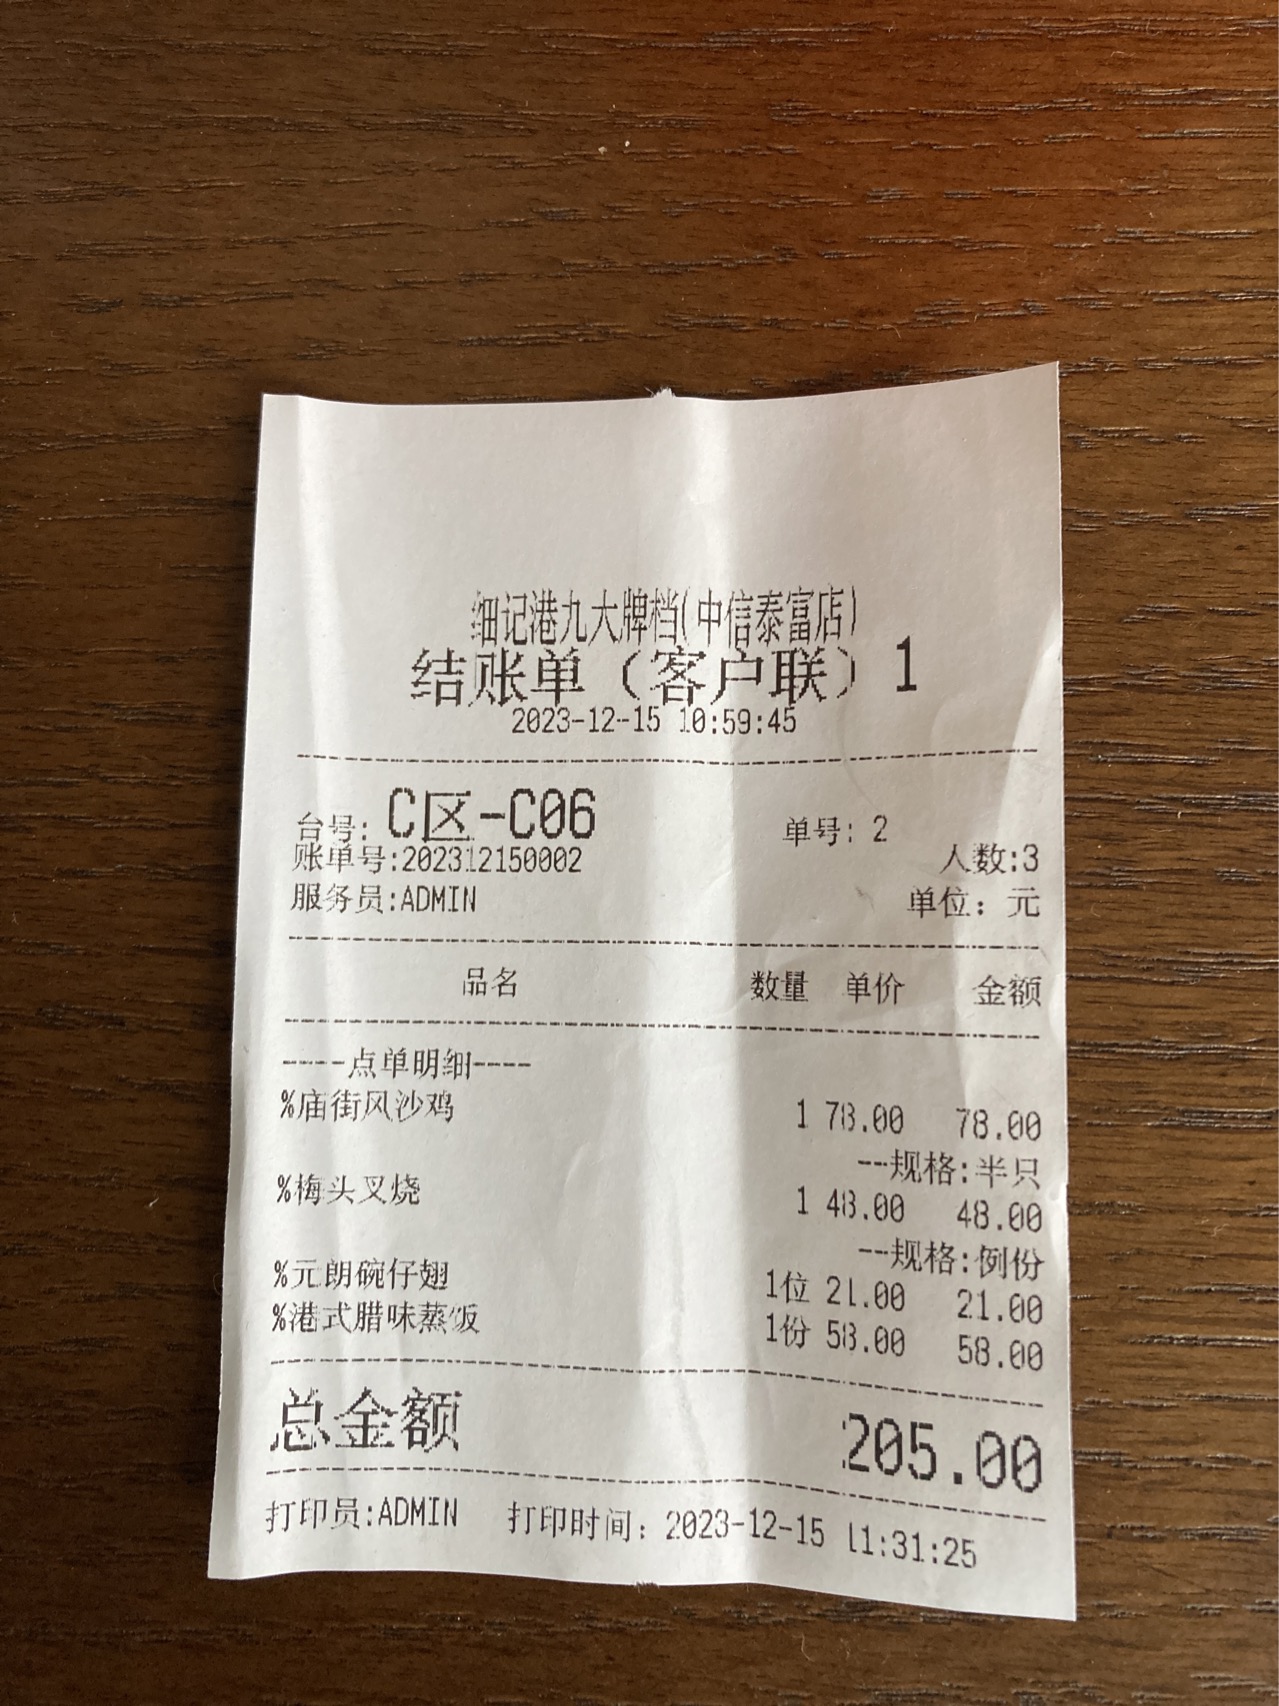 细记港九大牌档(中信泰富店)
结账单（客户联）1
2023-12-15 10:59:45
台号: C区-C06 单号: 2
账单号:202312150002 人数:3
服务员:ADMIN 单位: 元
品名 数量 单价 金额
----点单明细----
%庙街风沙鸡 1 78.00 78.00
--规格:半只
%梅头叉烧 1 48.00 48.00
--规格:例份
%元朗碗仔翅 1位 21.00 21.00
%港式腊味蒸饭 1份 58.00 58.00
总金额 205.00
打印员:ADMIN 打印时间: 2023-12-15 11:31:25